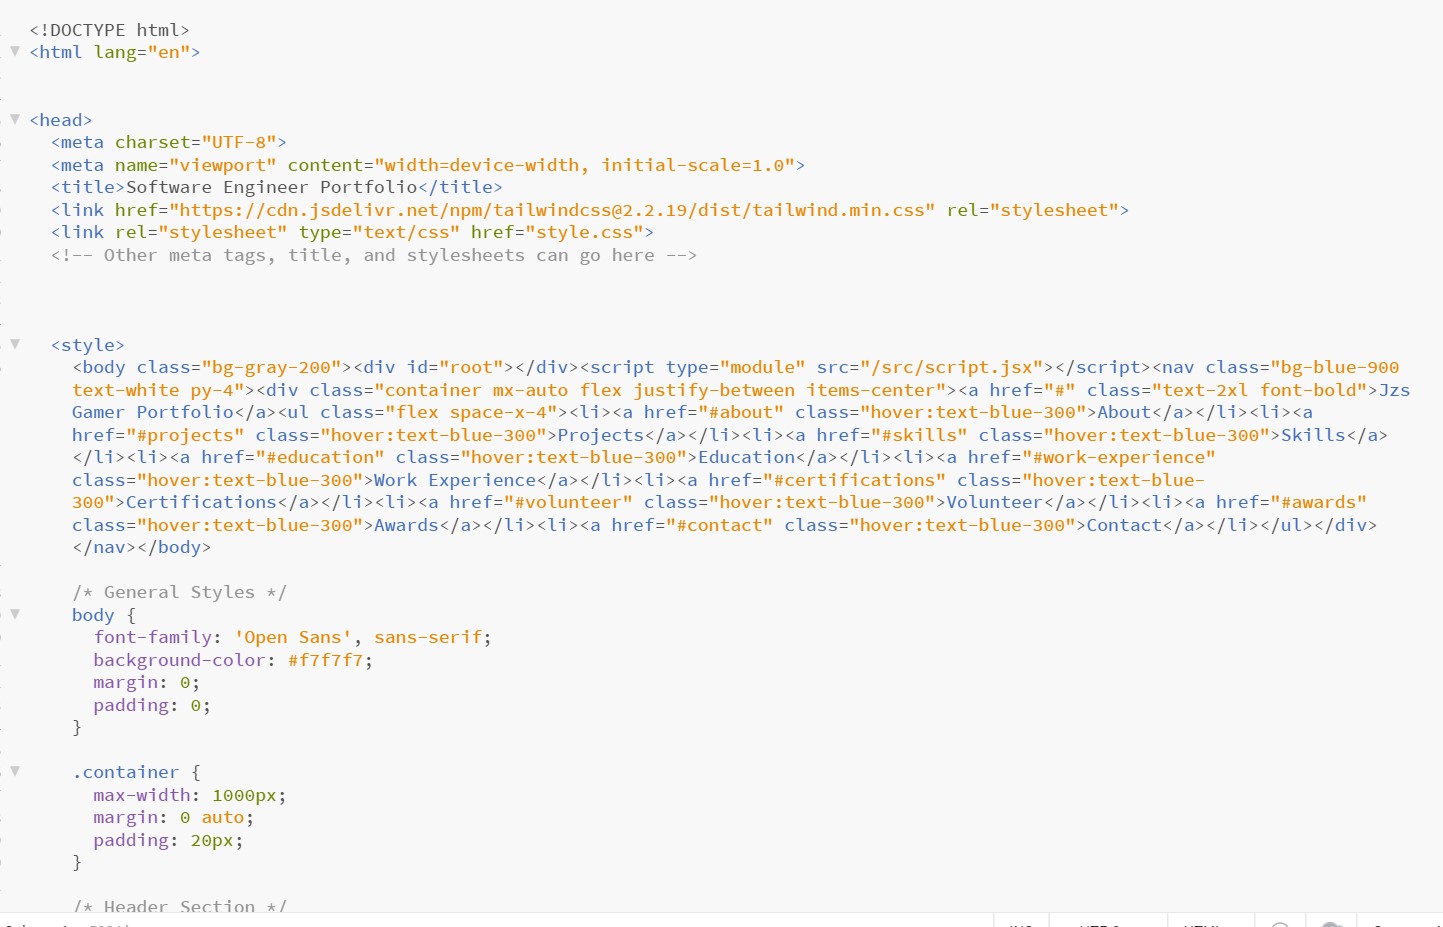 <!DOCTYPE html>
<html lang="en">
<head>
<meta charset="UTF-8">
<meta name="viewport" content="width=device-width, initial-scale=1.0">
<title>Software Engineer Portfolio</title>
<link href="https://cdn.jsdelivr.net/npm/tailwindcss@2.2.19/dist/tailwind.min.css" rel="stylesheet">
<link rel="stylesheet" type="text/css" href="style.css">
<!-- Other meta tags, title, and stylesheets can go here -->
<style>
<body class="bg-gray-200"><div id="root"></div><script type="module" src="/src/script.jsx"></script><nav class="bg-blue-900
text-white py-4"><div class="container mx-auto flex justify-between items-center"><a href="#" class="text-2xl font-bold">Jzs
Gamer Portfolio</a><ul class="flex space-x-4"><li><a href="#about" class="hover:text-blue-300">About</a></li><li><a
href="#projects" class="hover:text-blue-300">Projects</a></li><li><a href="#skills" class="hover:text-blue-300">Skills</a>
</li><li><a href="#education" class="hover:text-blue-300">Education</a></li><li><a href="#work-experience"
class="hover:text-blue-300">Work Experience</a></li><li><a href="#certifications" class="hover:text-blue-
300">Certifications</a></li><li><a href="#volunteer" class="hover:text-blue-300">Volunteer</a></li><li><a href="#awards"
class="hover:text-blue-300">Awards</a></li><li><a href="#contact" class="hover:text-blue-300">Contact</a></li></ul></div>
</nav></body>
/* General Styles */
body {
font-family: 'Open Sans', sans-serif;
background-color: #f7f7f7;
margin: 0;
padding: 0;
}
.container {
max-width: 1000px;
margin: 0 auto;
padding: 20px;
}
/* Header Section */